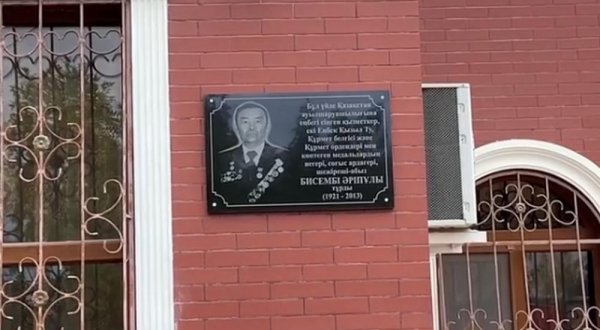 Бұл үйде Қазақстан
ауылшаруашылығына
еңбегі сіңген қызметкер,
екі Еңбек Қызыл Ту,
Құрмет белгісі және
Құрмет ордендері мен
көптеген медальдардың
иегері, соғыс ардагері,
шежіреші-абыз
БИСЕМБІ ӘРІПҰЛЫ
тұрды
(1921 - 2013)